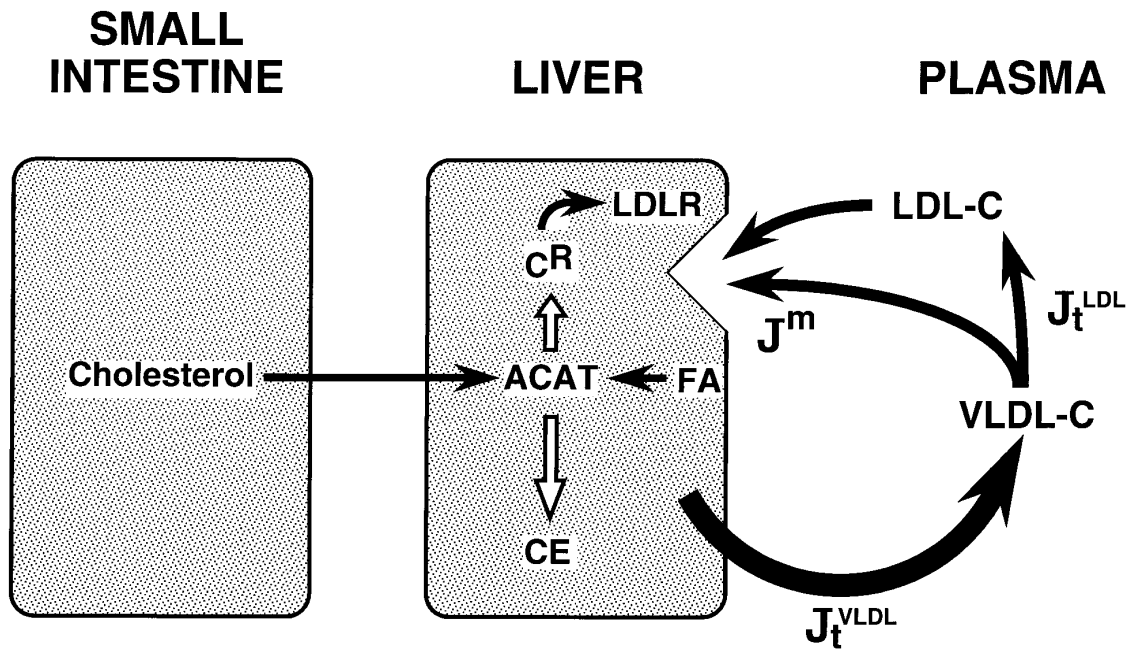 SMALL
INTESTINE
LIVER
PLASMA
LDLR
LDL-C
C^R
J^m
J_t^LDL
Cholesterol
ACAT
FA
VLDL-C
CE
J_t^VLDL